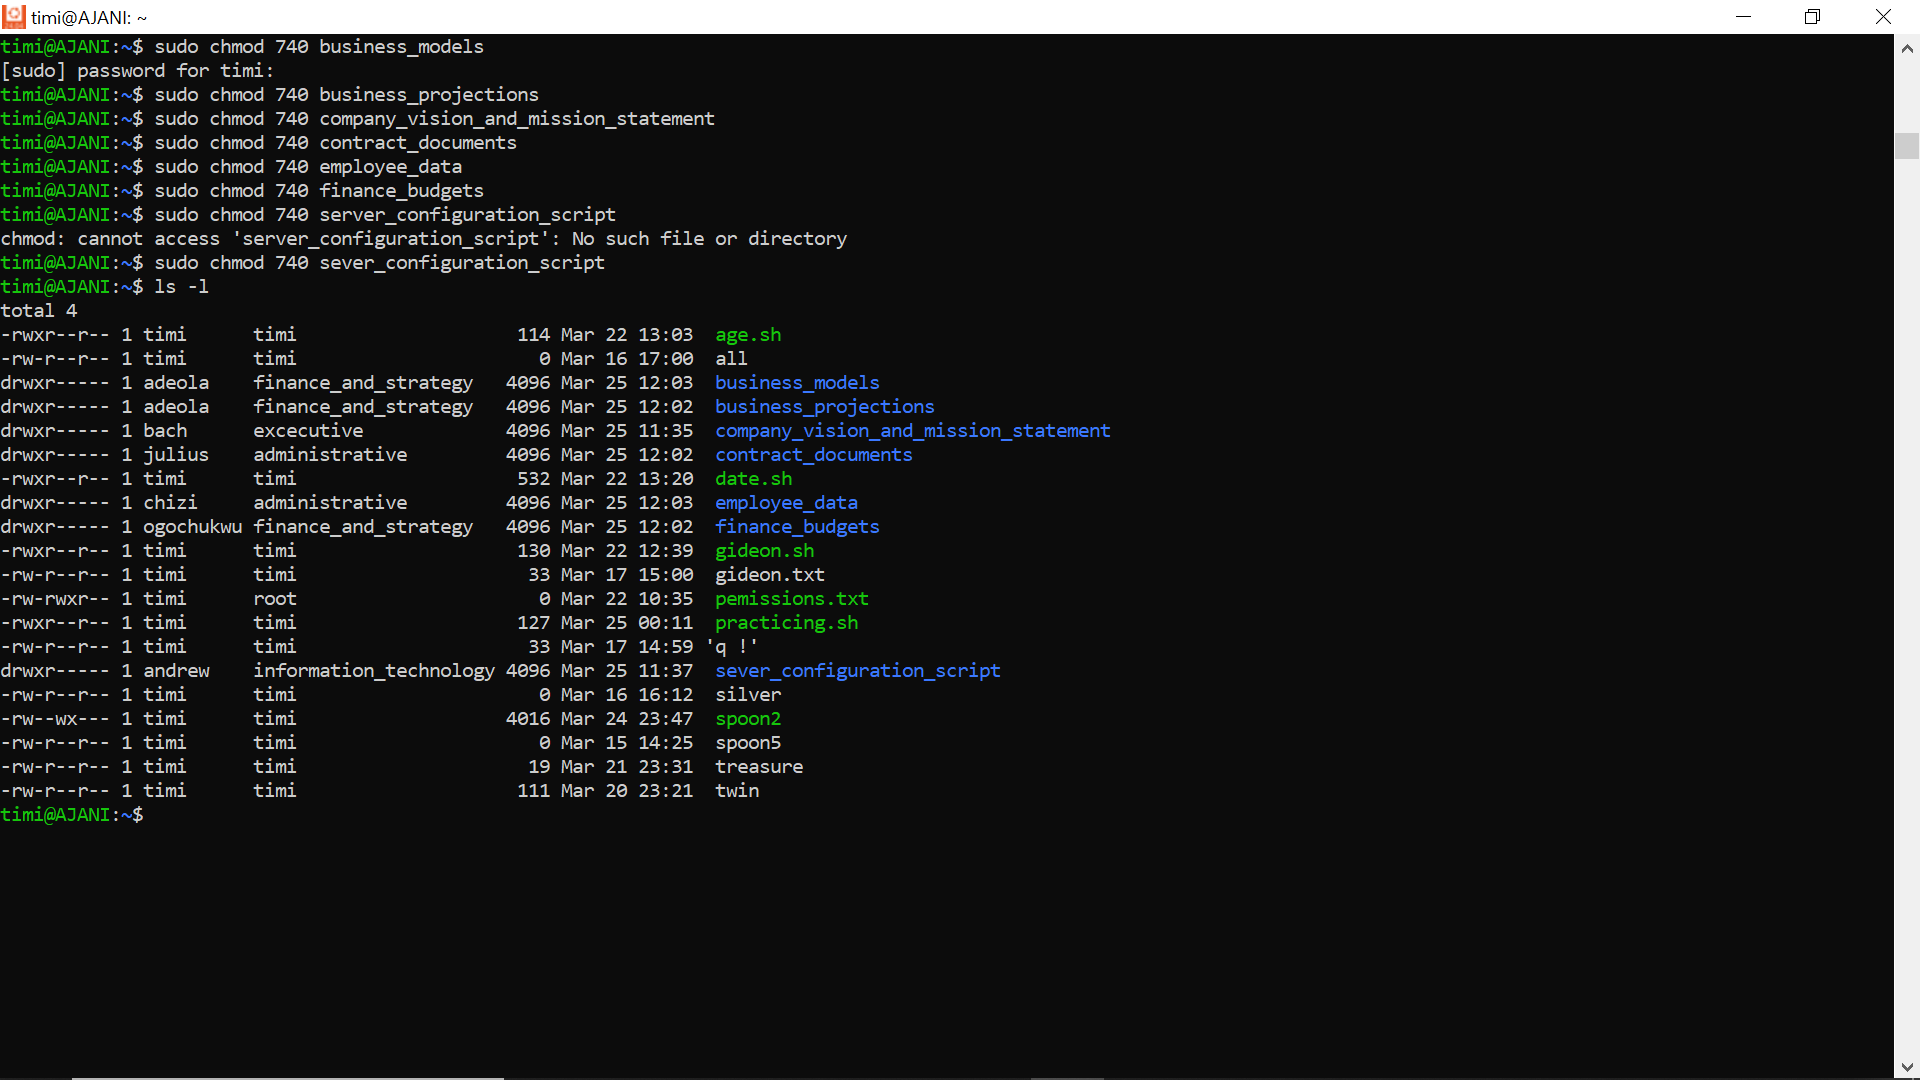 timi@AJANI: ~
timi@AJANI:~$ sudo chmod 740 business_models
[sudo] password for timi:
timi@AJANI:~$ sudo chmod 740 business_projections
timi@AJANI:~$ sudo chmod 740 company_vision_and_mission_statement
timi@AJANI:~$ sudo chmod 740 contract_documents
timi@AJANI:~$ sudo chmod 740 employee_data
timi@AJANI:~$ sudo chmod 740 finance_budgets
timi@AJANI:~$ sudo chmod 740 server_configuration_script
chmod: cannot access 'server_configuration_script': No such file or directory
timi@AJANI:~$ sudo chmod 740 sever_configuration_script
timi@AJANI:~$ ls -l
total 4
-rwxr--r-- 1 timi     timi                    114 Mar 22 13:03  age.sh
-rw-r--r-- 1 timi     timi                      0 Mar 16 17:00  all
drwxr----- 1 adeola   finance_and_strategy   4096 Mar 25 12:03  business_models
drwxr----- 1 adeola   finance_and_strategy   4096 Mar 25 12:02  business_projections
drwxr----- 1 bach     excecutive             4096 Mar 25 11:35  company_vision_and_mission_statement
drwxr----- 1 julius   administrative         4096 Mar 25 12:02  contract_documents
-rwxr--r-- 1 timi     timi                    532 Mar 22 13:20  date.sh
drwxr----- 1 chizi    administrative         4096 Mar 25 12:03  employee_data
drwxr----- 1 ogochukwu finance_and_strategy   4096 Mar 25 12:02  finance_budgets
-rwxr--r-- 1 timi     timi                    130 Mar 22 12:39  gideon.sh
-rw-r--r-- 1 timi     timi                     33 Mar 17 15:00  gideon.txt
-rw-rwxr-- 1 timi     root                      0 Mar 22 10:35  pemissions.txt
-rwxr--r-- 1 timi     timi                    127 Mar 25 00:11  practicing.sh
-rw-r--r-- 1 timi     timi                     33 Mar 17 14:59 'q !'
drwxr----- 1 andrew   information_technology 4096 Mar 25 11:37  sever_configuration_script
-rw-r--r-- 1 timi     timi                      0 Mar 16 16:12  silver
-rw--wx--- 1 timi     timi                   4016 Mar 24 23:47  spoon2
-rw-r--r-- 1 timi     timi                      0 Mar 15 14:25  spoon5
-rw-r--r-- 1 timi     timi                     19 Mar 21 23:31  treasure
-rw-r--r-- 1 timi     timi                    111 Mar 20 23:21  twin
timi@AJANI:~$